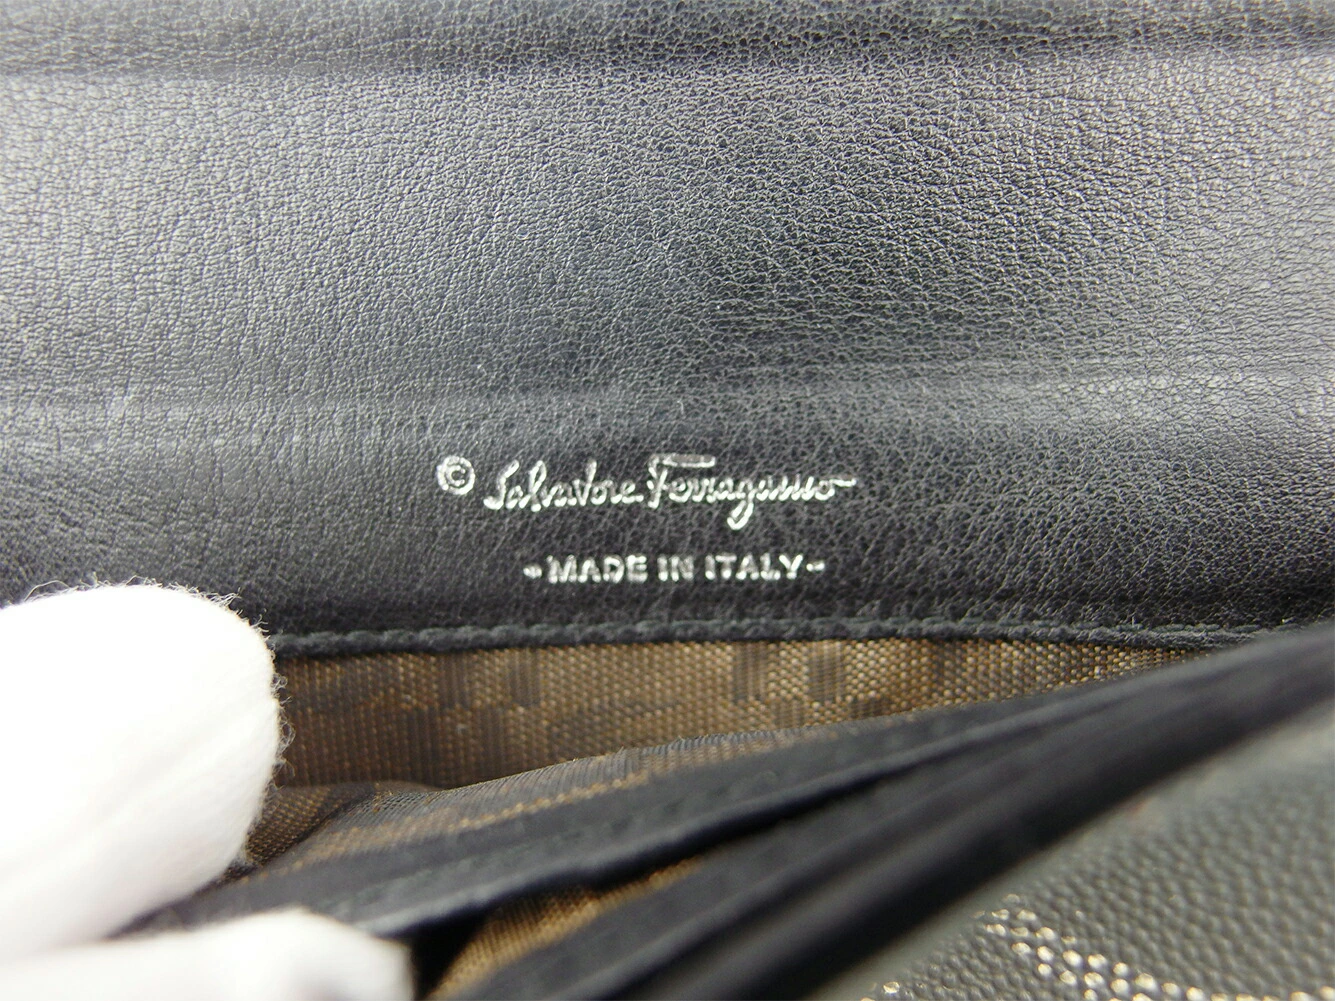 © Salvatore Ferragamo
-MADE IN ITALY-